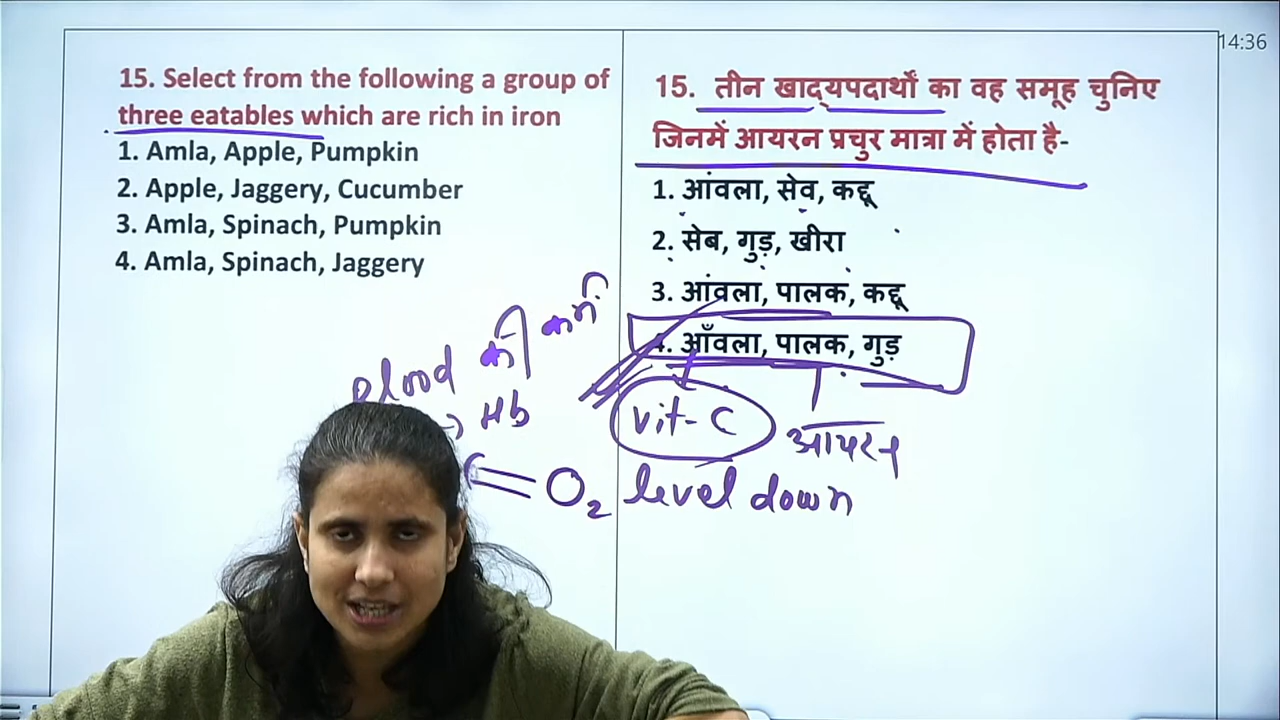 14:36
15. Select from the following a group of
three eatables which are rich in iron
1. Amla, Apple, Pumpkin
2. Apple, Jaggery, Cucumber
3. Amla, Spinach, Pumpkin
4. Amla, Spinach, Jaggery
15. तीन खाद्यपदार्थों का वह समूह चुनिए
जिनमें आयरन प्रचुर मात्रा में होता है-
1. आंवला, सेव, कद्दू
2. सेब, गुड़, खीरा
3. आंवला, पालक, कद्दू
4. आँवला, पालक, गुड़
Blood की कमी
→ Hb
vit-C
आयरन
O₂ level down